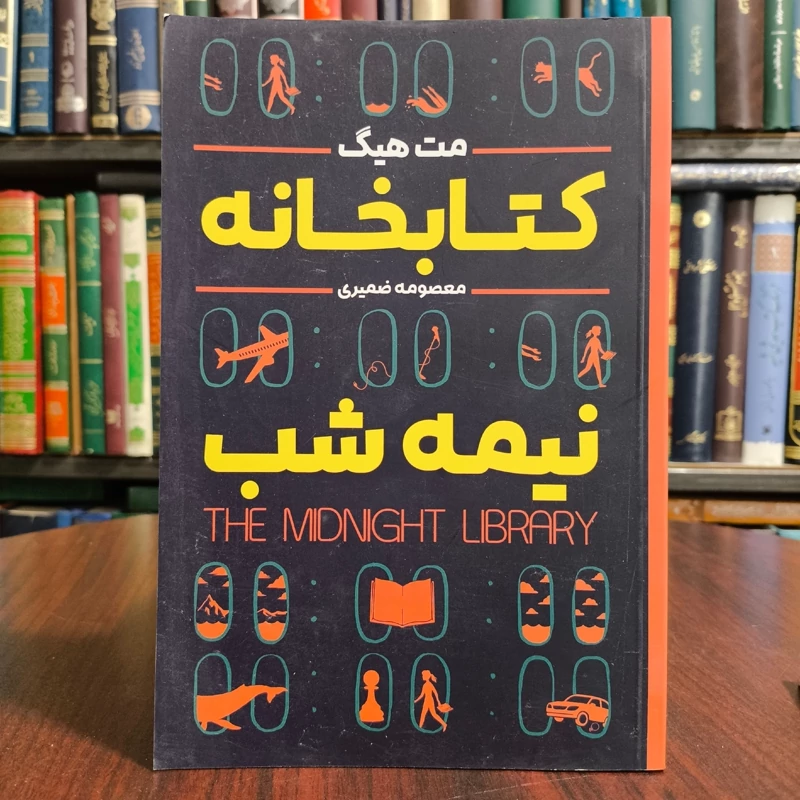 مت هیگ
کتابخانه
معصومه ضمیری
نیمه شب
THE MIDNIGHT LIBRARY